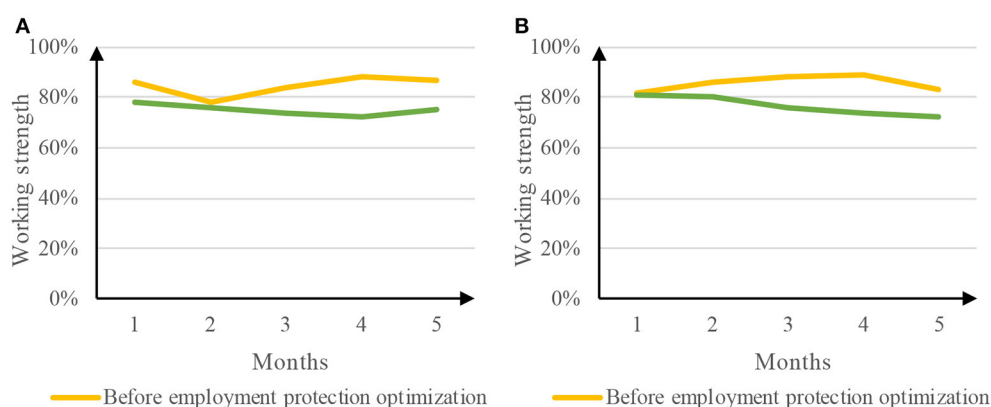 A
100%
80%
60%
40%
20%
0%
Working strength
1 2 3 4 5
Months
Before employment protection optimization
B
100%
80%
60%
40%
20%
0%
Working strength
1 2 3 4 5
Months
Before employment protection optimization